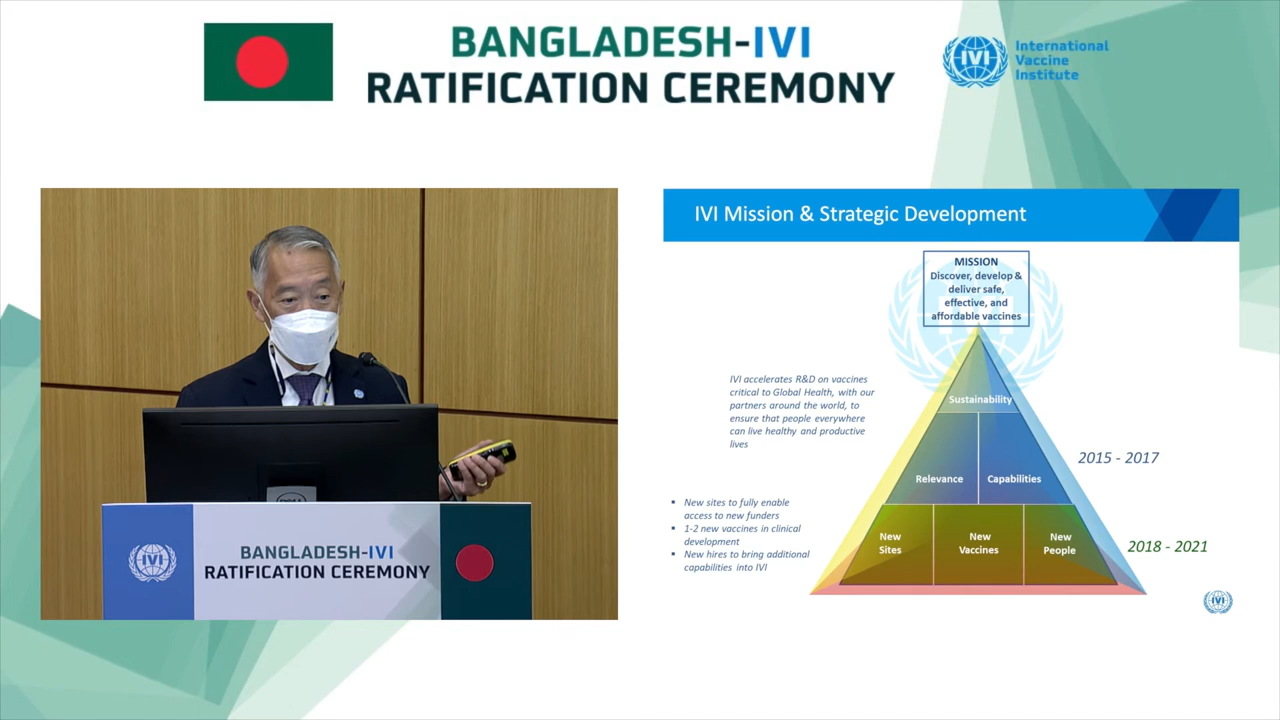 BANGLADESH-IVI
RATIFICATION CEREMONY
IVI
International
Vaccine
Institute
IVI Mission & Strategic Development
MISSION
Discover, develop &
deliver safe,
effective, and
affordable vaccines
IVI accelerates R&D on vaccines
critical to Global Health, with our
partners around the world, to
ensure that people everywhere
can live healthy and productive
lives
Sustainability
Relevance
Capabilities
2015 - 2017
▪ New sites to fully enable
access to new funders
▪ 1-2 new vaccines in clinical
development
▪ New hires to bring additional
capabilities into IVI
New
Sites
New
Vaccines
New
People
2018 - 2021
IVI
DELL
IVI
BANGLADESH-IVI
RATIFICATION CEREMONY